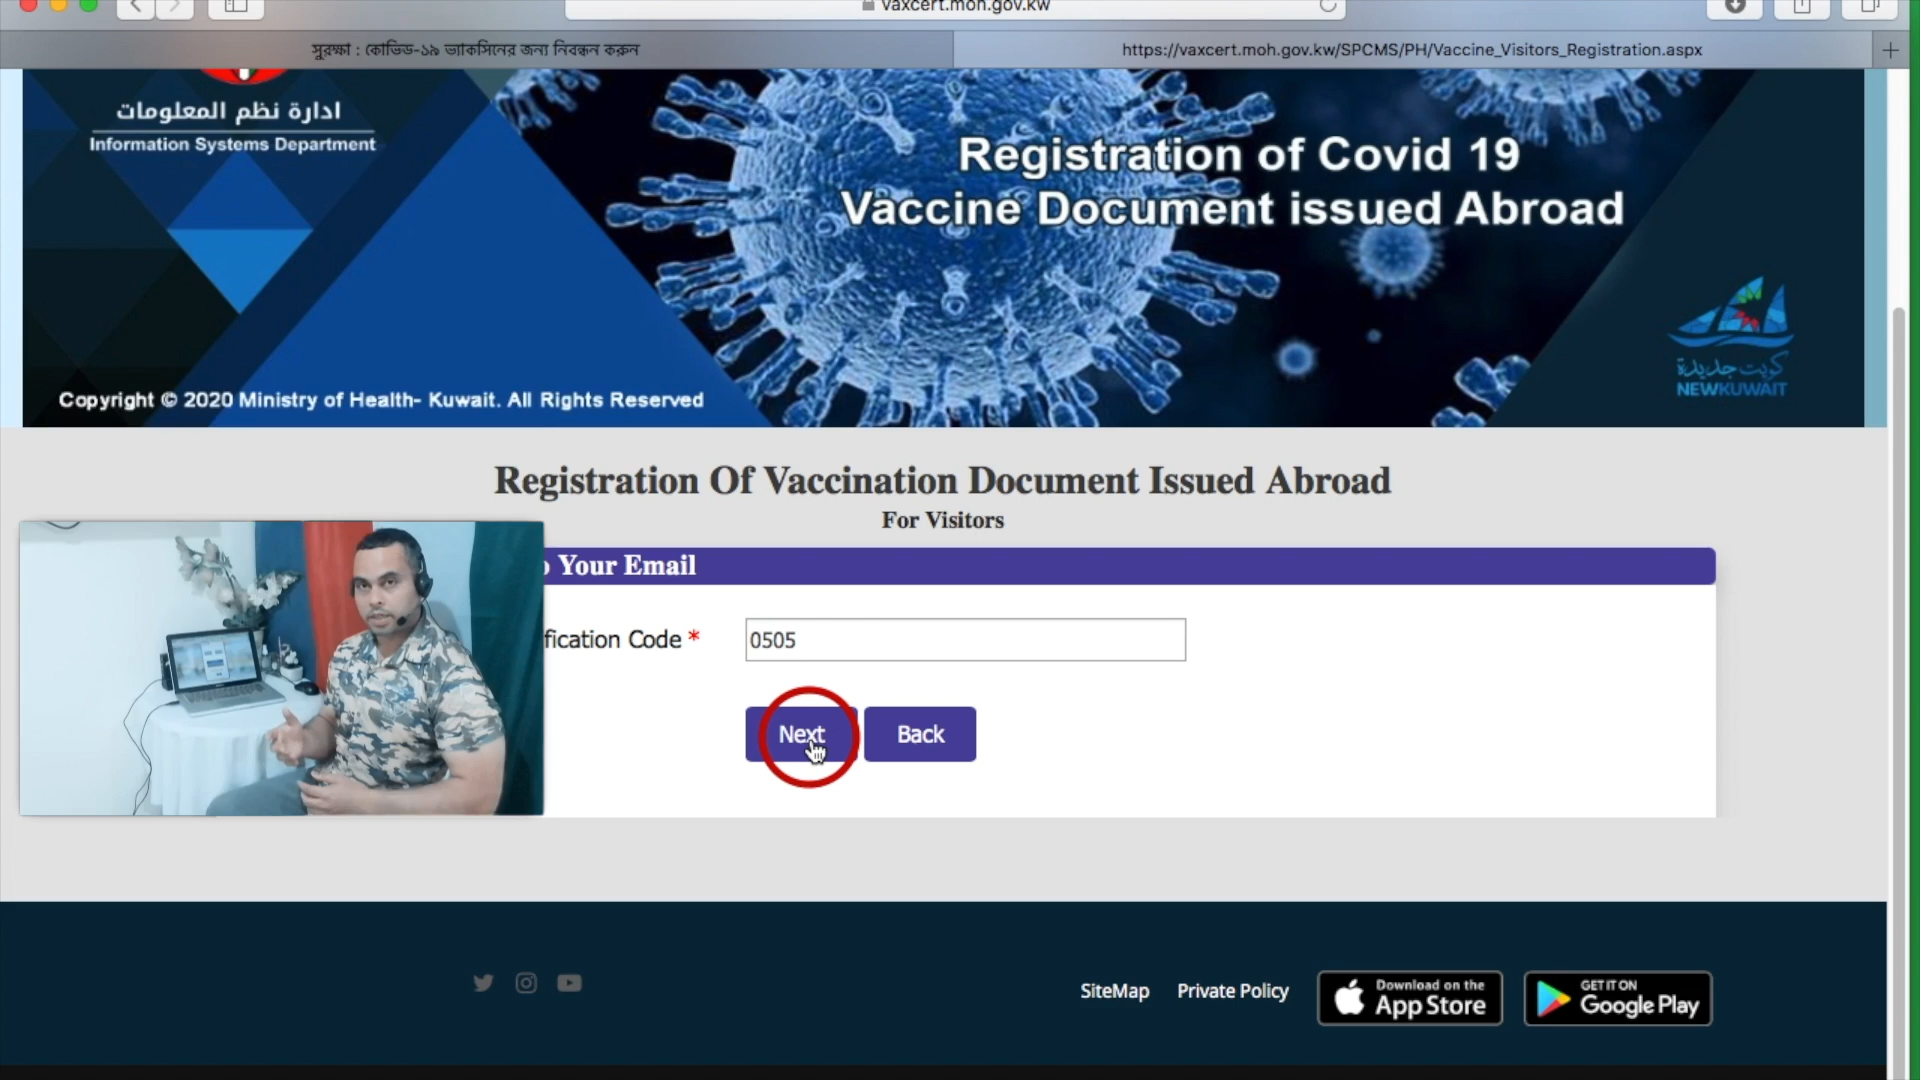 vaxcert.moh.gov.kw
সুরক্ষা : কোভিড-১৯ ভ্যাকসিনের জন্য নিবন্ধন করুন
https://vaxcert.moh.gov.kw/SPCMS/PH/Vaccine_Visitors_Registration.aspx
ادارة نظم المعلومات
Information Systems Department
Registration of Covid 19
Vaccine Document issued Abroad
كويت جديدة
NEWKUWAIT
Copyright © 2020 Ministry of Health- Kuwait. All Rights Reserved
Registration Of Vaccination Document Issued Abroad
For Visitors
Your Email
fication Code *
0505
Next
Back
SiteMap
Private Policy
Download on the
App Store
GET IT ON
Google Play